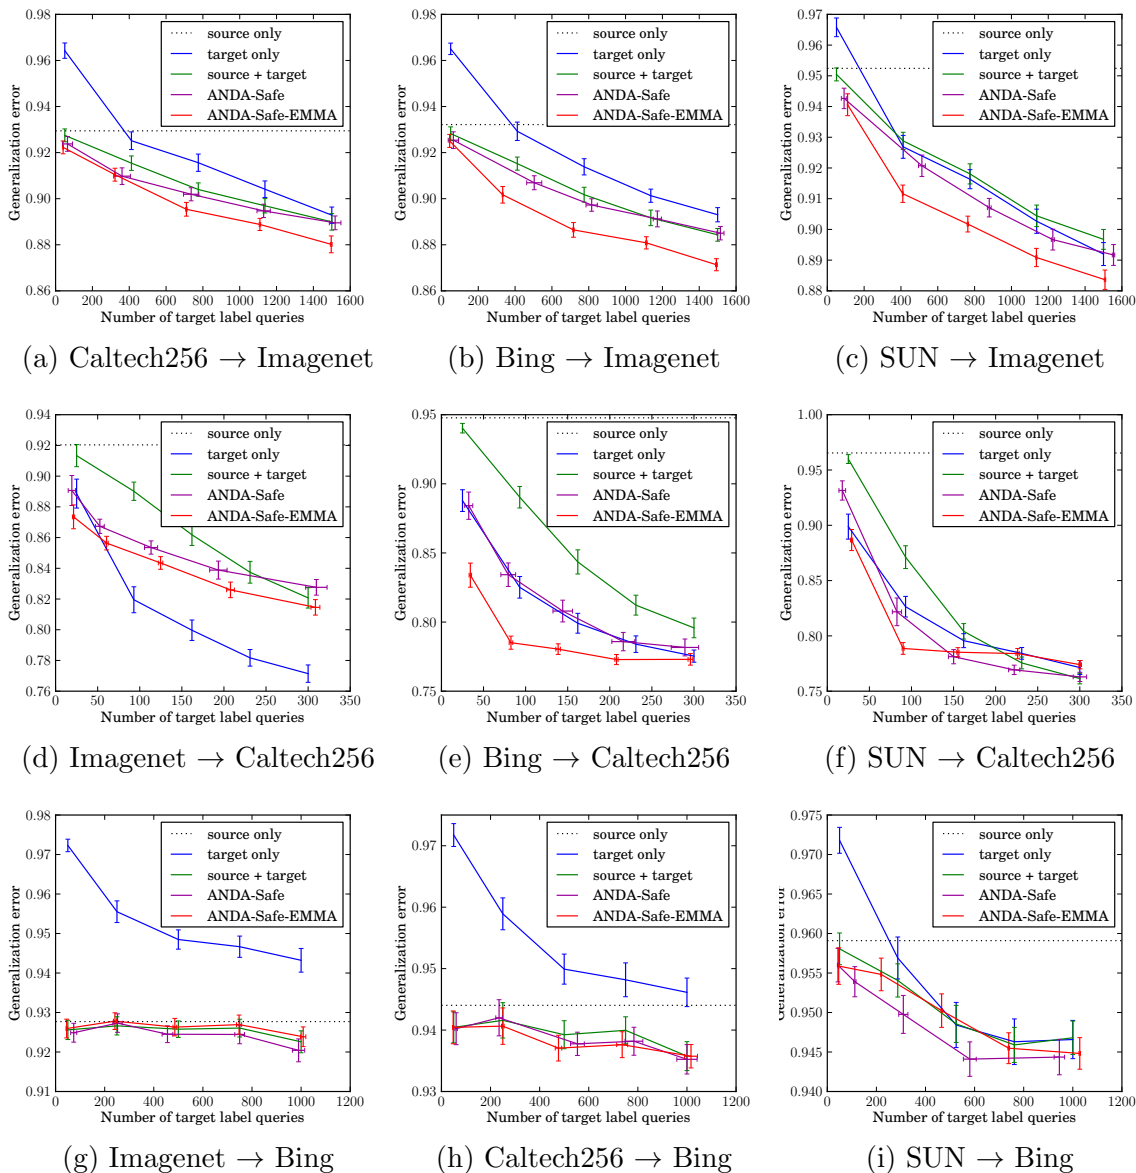 0.98
0.96
0.94
0.92
0.90
0.88
0.86
Generalization error
source only
target only
source + target
ANDA-Safe
ANDA-Safe-EMMA
0 200 400 600 800 1000 1200 1400 1600
Number of target label queries
(a) Caltech256 → Imagenet
0.98
0.96
0.94
0.92
0.90
0.88
0.86
Generalization error
source only
target only
source + target
ANDA-Safe
ANDA-Safe-EMMA
0 200 400 600 800 1000 1200 1400 1600
Number of target label queries
(b) Bing → Imagenet
0.97
0.96
0.95
0.94
0.93
0.92
0.91
0.90
0.89
0.88
Generalization error
source only
target only
source + target
ANDA-Safe
ANDA-Safe-EMMA
0 200 400 600 800 1000 1200 1400 1600
Number of target label queries
(c) SUN → Imagenet
0.94
0.92
0.90
0.88
0.86
0.84
0.82
0.80
0.78
0.76
Generalization error
source only
target only
source + target
ANDA-Safe
ANDA-Safe-EMMA
0 50 100 150 200 250 300 350
Number of target label queries
(d) Imagenet → Caltech256
0.95
0.90
0.85
0.80
0.75
Generalization error
source only
target only
source + target
ANDA-Safe
ANDA-Safe-EMMA
0 50 100 150 200 250 300 350
Number of target label queries
(e) Bing → Caltech256
1.00
0.95
0.90
0.85
0.80
0.75
Generalization error
source only
target only
source + target
ANDA-Safe
ANDA-Safe-EMMA
0 50 100 150 200 250 300 350
Number of target label queries
(f) SUN → Caltech256
0.98
0.97
0.96
0.95
0.94
0.93
0.92
0.91
Generalization error
source only
target only
source + target
ANDA-Safe
ANDA-Safe-EMMA
0 200 400 600 800 1000 1200
Number of target label queries
(g) Imagenet → Bing
0.97
0.96
0.95
0.94
0.93
Generalization error
source only
target only
source + target
ANDA-Safe
ANDA-Safe-EMMA
0 200 400 600 800 1000 1200
Number of target label queries
(h) Caltech256 → Bing
0.975
0.970
0.965
0.960
0.955
0.950
0.945
0.940
Generalization error
source only
target only
source + target
ANDA-Safe
ANDA-Safe-EMMA
0 200 400 600 800 1000 1200
Number of target label queries
(i) SUN → Bing